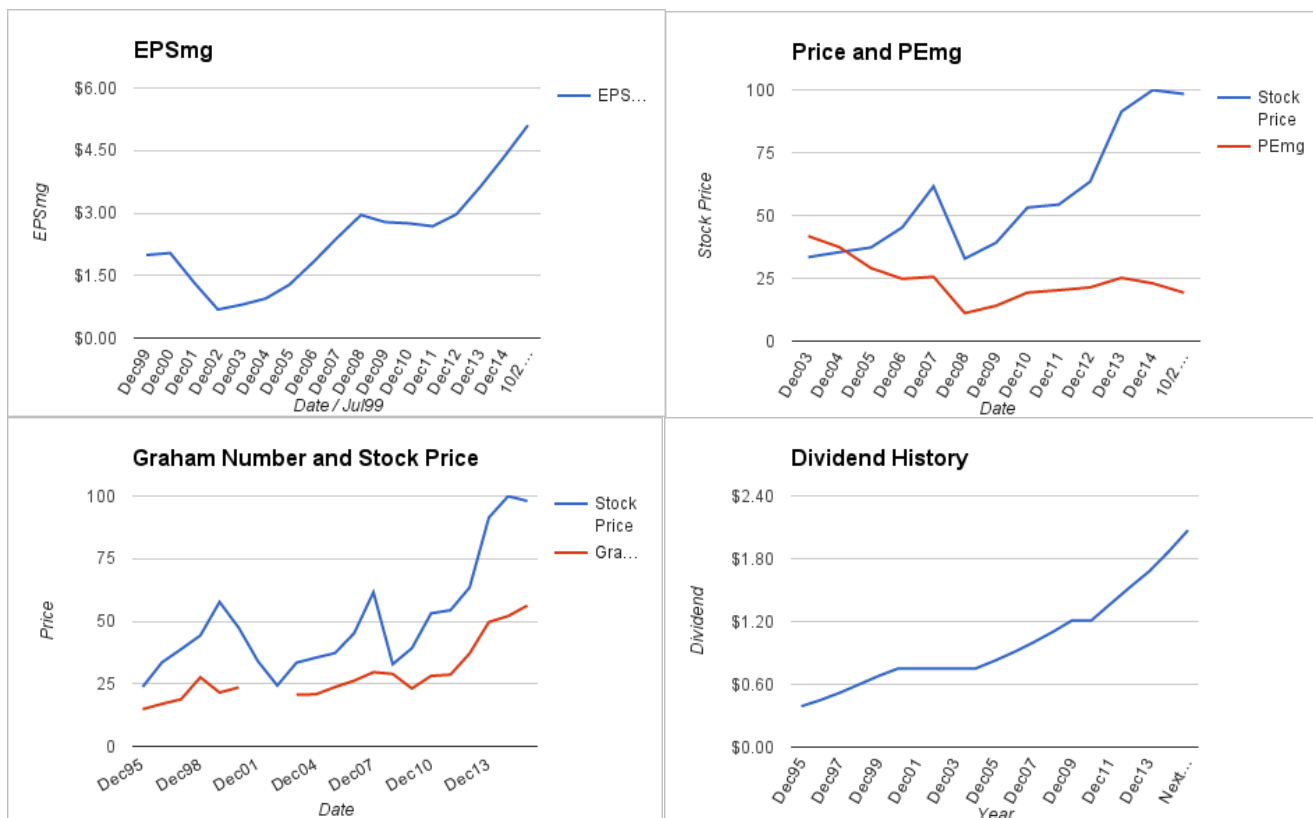 EPSmg
$6.00
$4.50
$3.00
$1.50
$0.00
EPSmg
EPS...
Dec99
Dec00
Dec01
Dec02
Dec03
Dec04
Dec05
Dec06
Dec07
Dec08
Dec09
Dec10
Dec11
Dec12
Dec13
Dec14
10/2...
Date / Jul99
Price and PEmg
100
75
50
25
0
Stock Price
Stock
Price
PEmg
Dec03
Dec04
Dec05
Dec06
Dec07
Dec08
Dec09
Dec10
Dec11
Dec12
Dec13
Dec14
10/2...
Date
Graham Number and Stock Price
100
75
50
25
0
Price
Stock
Price
Gra...
Dec95
Dec98
Dec01
Dec04
Dec07
Dec10
Dec13
Date
Dividend History
$2.40
$1.80
$1.20
$0.60
$0.00
Dividend
Dec95
Dec97
Dec99
Dec01
Dec03
Dec05
Dec07
Dec09
Dec11
Dec13
Next...
Year